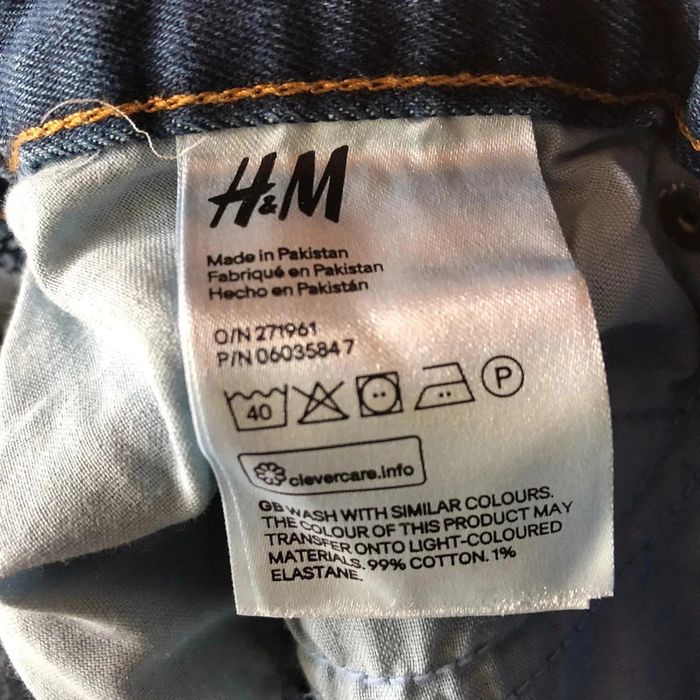 H&M
Made in Pakistan
Fabriqué en Pakistan
Hecho en Pakistán
O/N 271961
P/N 06035847
40 P
clevercare.info
GB WASH WITH SIMILAR COLOURS.
THE COLOUR OF THIS PRODUCT MAY
TRANSFER ONTO LIGHT-COLOURED
MATERIALS. 99% COTTON. 1%
ELASTANE.